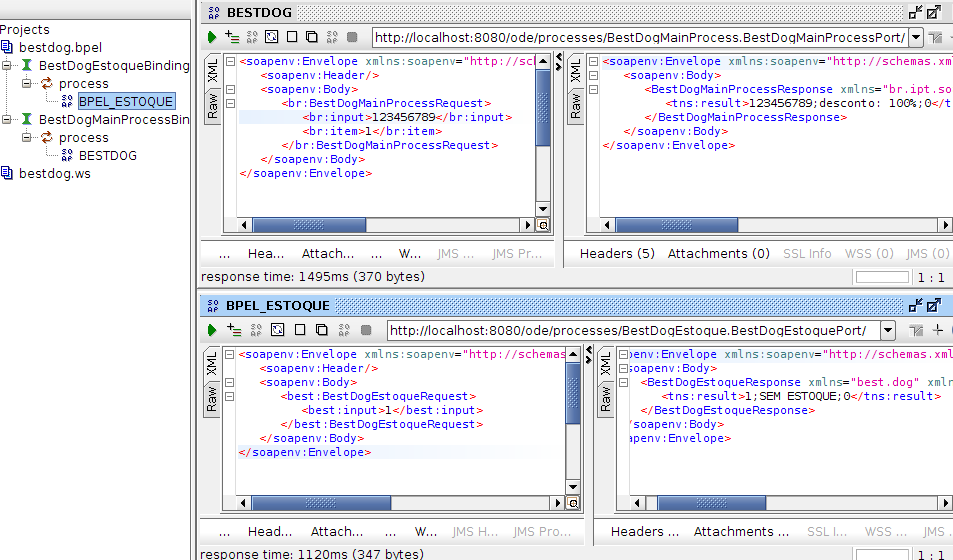 Projects
bestdog.bpel
BestDogEstoqueBinding
process
BPEL_ESTOQUE
BestDogMainProcessBin
process
BESTDOG
bestdog.ws
BESTDOG
http://localhost:8080/ode/processes/BestDogMainProcess.BestDogMainProcessPort/
XML
Raw
<soapenv:Envelope xmlns:soapenv="http://sch
<soapenv:Header/>
<soapenv:Body>
<br:BestDogMainProcessRequest>
<br:input>123456789</br:input>
<br:item>1</br:item>
</br:BestDogMainProcessRequest>
</soapenv:Body>
</soapenv:Envelope>
XML
Raw
<soapenv:Envelope xmlns:soapenv="http://schemas.xml
<soapenv:Body>
<BestDogMainProcessResponse xmlns="br.ipt.so
<tns:result>123456789;desconto: 100%;0</t
</BestDogMainProcessResponse>
</soapenv:Body>
</soapenv:Envelope>
... Hea... Attach... ... W... JMS ... JMS Pr...
Headers (5) Attachments (0) SSL Info WSS (0) JMS (0)
response time: 1495ms (370 bytes)
1 : 1
BPEL_ESTOQUE
http://localhost:8080/ode/processes/BestDogEstoque.BestDogEstoquePort/
XML
Raw
<soapenv:Envelope xmlns:soapenv="http://schemas
<soapenv:Header/>
<soapenv:Body>
<best:BestDogEstoqueRequest>
<best:input>1</best:input>
</best:BestDogEstoqueRequest>
</soapenv:Body>
</soapenv:Envelope>
XML
Raw
penv:Envelope xmlns:soapenv="http://schemas.xml
soapenv:Body>
<BestDogEstoqueResponse xmlns="best.dog" xmln
<tns:result>1;SEM ESTOQUE;0</tns:result>
</BestDogEstoqueResponse>
/soapenv:Body>
apenv:Envelope>
... Head... Attach... ... W... JMS H... JMS Pro...
Headers ... Attachments ... SSL I... WSS ... JMS ...
response time: 1120ms (347 bytes)
1 : 1